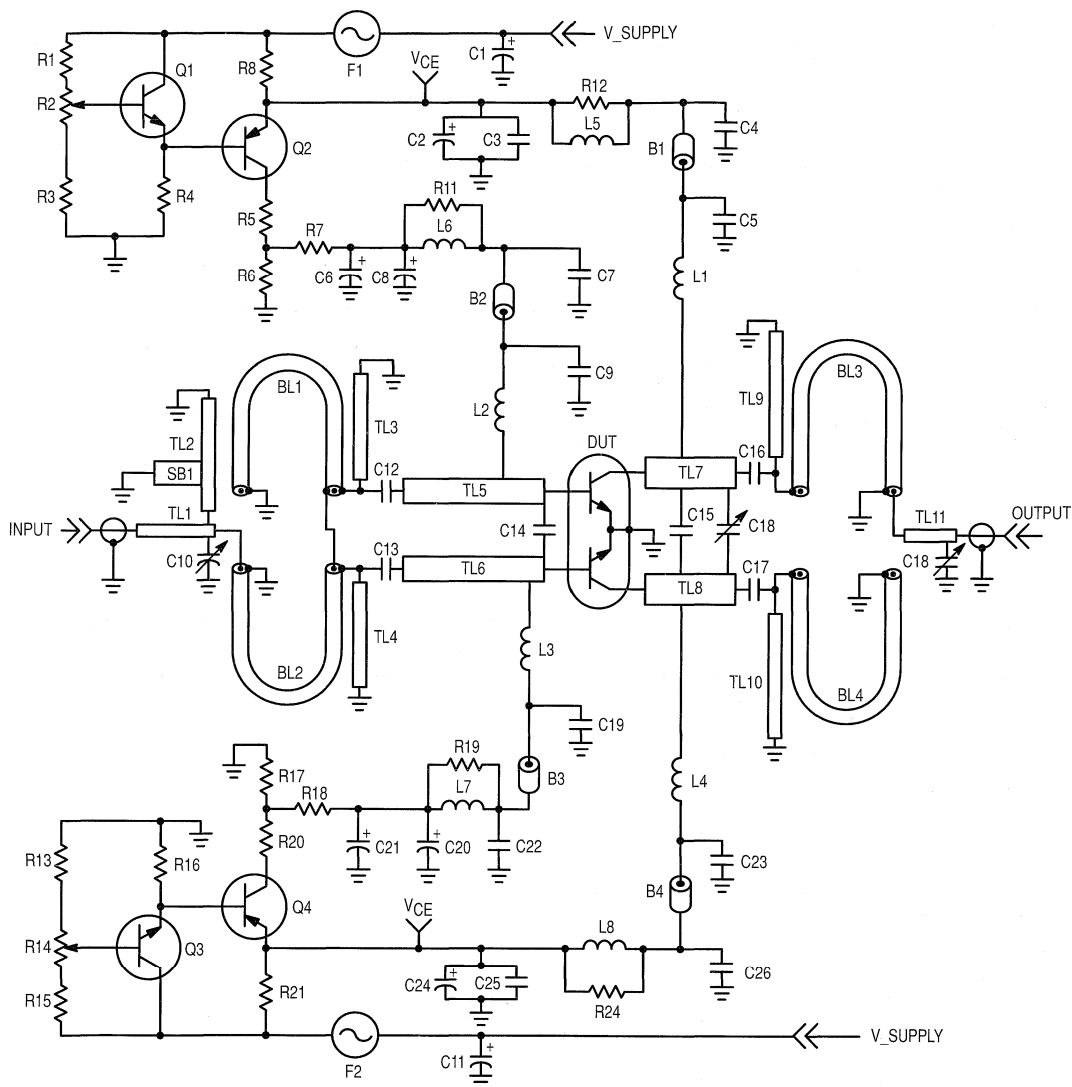 V_SUPPLY
C1
F1
R1
Q1
R8
VCE
R2
R12
C2
C3
L5
C4
Q2
B1
R3
R4
R11
R5
R7
L6
C5
R6
C6
C8
C7
L1
B2
BL1
TL3
C9
TL9
BL3
L2
TL2
DUT
SB1
C12
C16
TL5
TL7
INPUT
TL1
C14
C15
C18
TL11
OUTPUT
C10
C13
C17
C18
TL6
TL8
TL4
L3
BL2
TL10
BL4
C19
R17
R19
B3
L4
R18
L7
R13
R16
R20
C21
C20
C22
C23
B4
Q4
VCE
R14
Q3
L8
R15
R21
C24
C25
C26
R24
V_SUPPLY
F2
C11